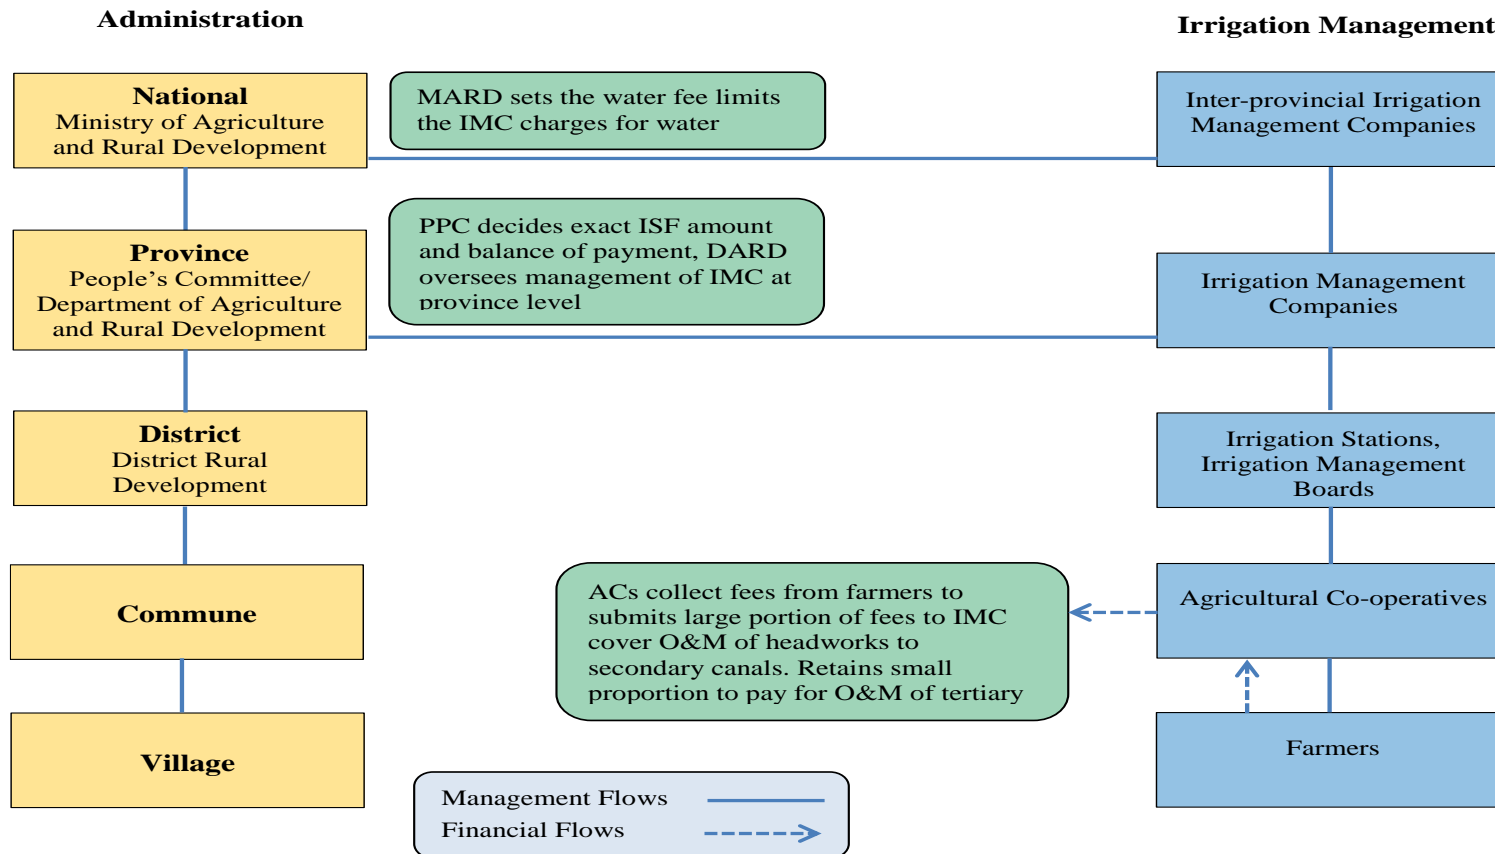 Administration
Irrigation Management
National
Ministry of Agriculture
and Rural Development
MARD sets the water fee limits
the IMC charges for water
Inter-provincial Irrigation
Management Companies
Province
People's Committee/
Department of Agriculture
and Rural Development
PPC decides exact ISF amount
and balance of payment, DARD
oversees management of IMC at
province level
Irrigation Management
Companies
District
District Rural
Development
Irrigation Stations,
Irrigation Management
Boards
Commune
ACs collect fees from farmers to
submits large portion of fees to IMC
cover O&M of headworks to
secondary canals. Retains small
proportion to pay for O&M of tertiary
Agricultural Co-operatives
Village
Farmers
Management Flows
Financial Flows